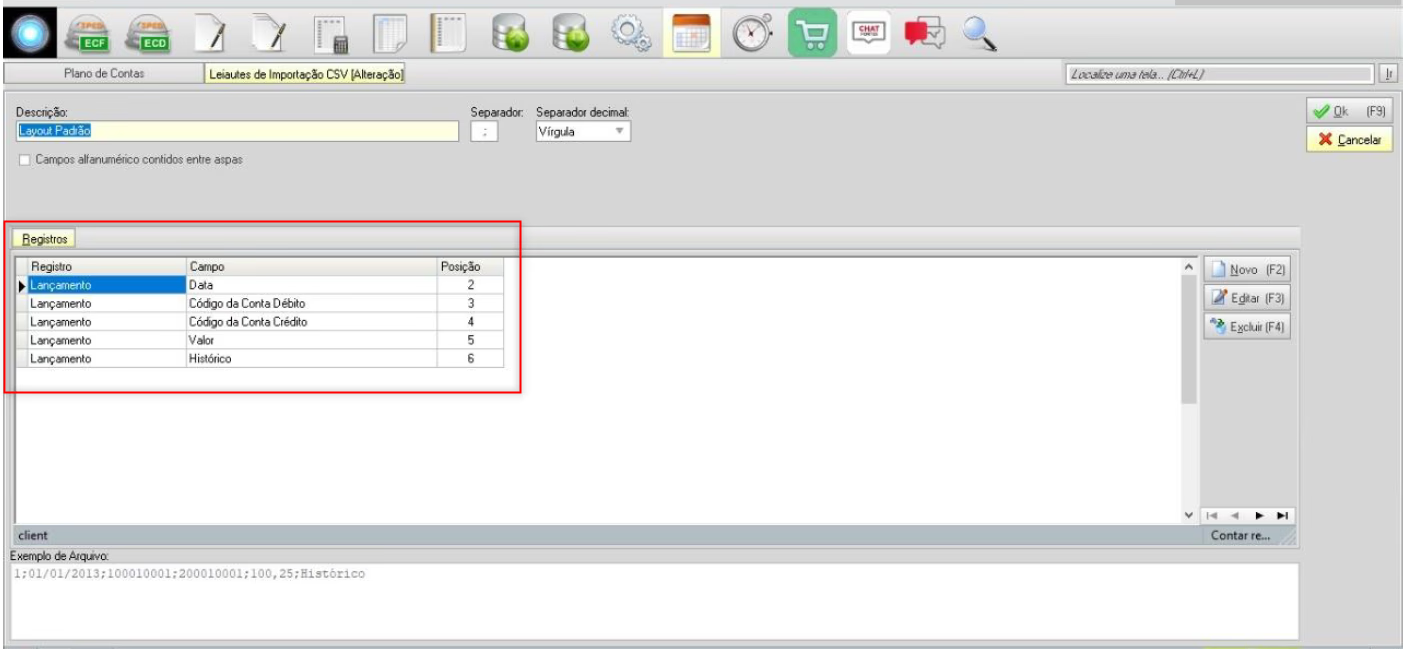 SPED
ECF
SPED
ECD
CHAT
Plano de Contas
Leiautes de Importação CSV [Alteração]
Localize uma tela... (Ctrl+L)
Ir
Descrição:
Separador:
Separador decimal:
Layout Padrão
;
Vírgula
Ok (F9)
Cancelar
Campos alfanumérico contidos entre aspas
Registros
Registro Campo Posição
Lançamento Data 2
Lançamento Código da Conta Débito 3
Lançamento Código da Conta Crédito 4
Lançamento Valor 5
Lançamento Histórico 6
Novo (F2)
Editar (F3)
Excluir (F4)
client
Contar re...
Exemplo de Arquivo:
1;01/01/2013;100010001;200010001;100,25;Histórico